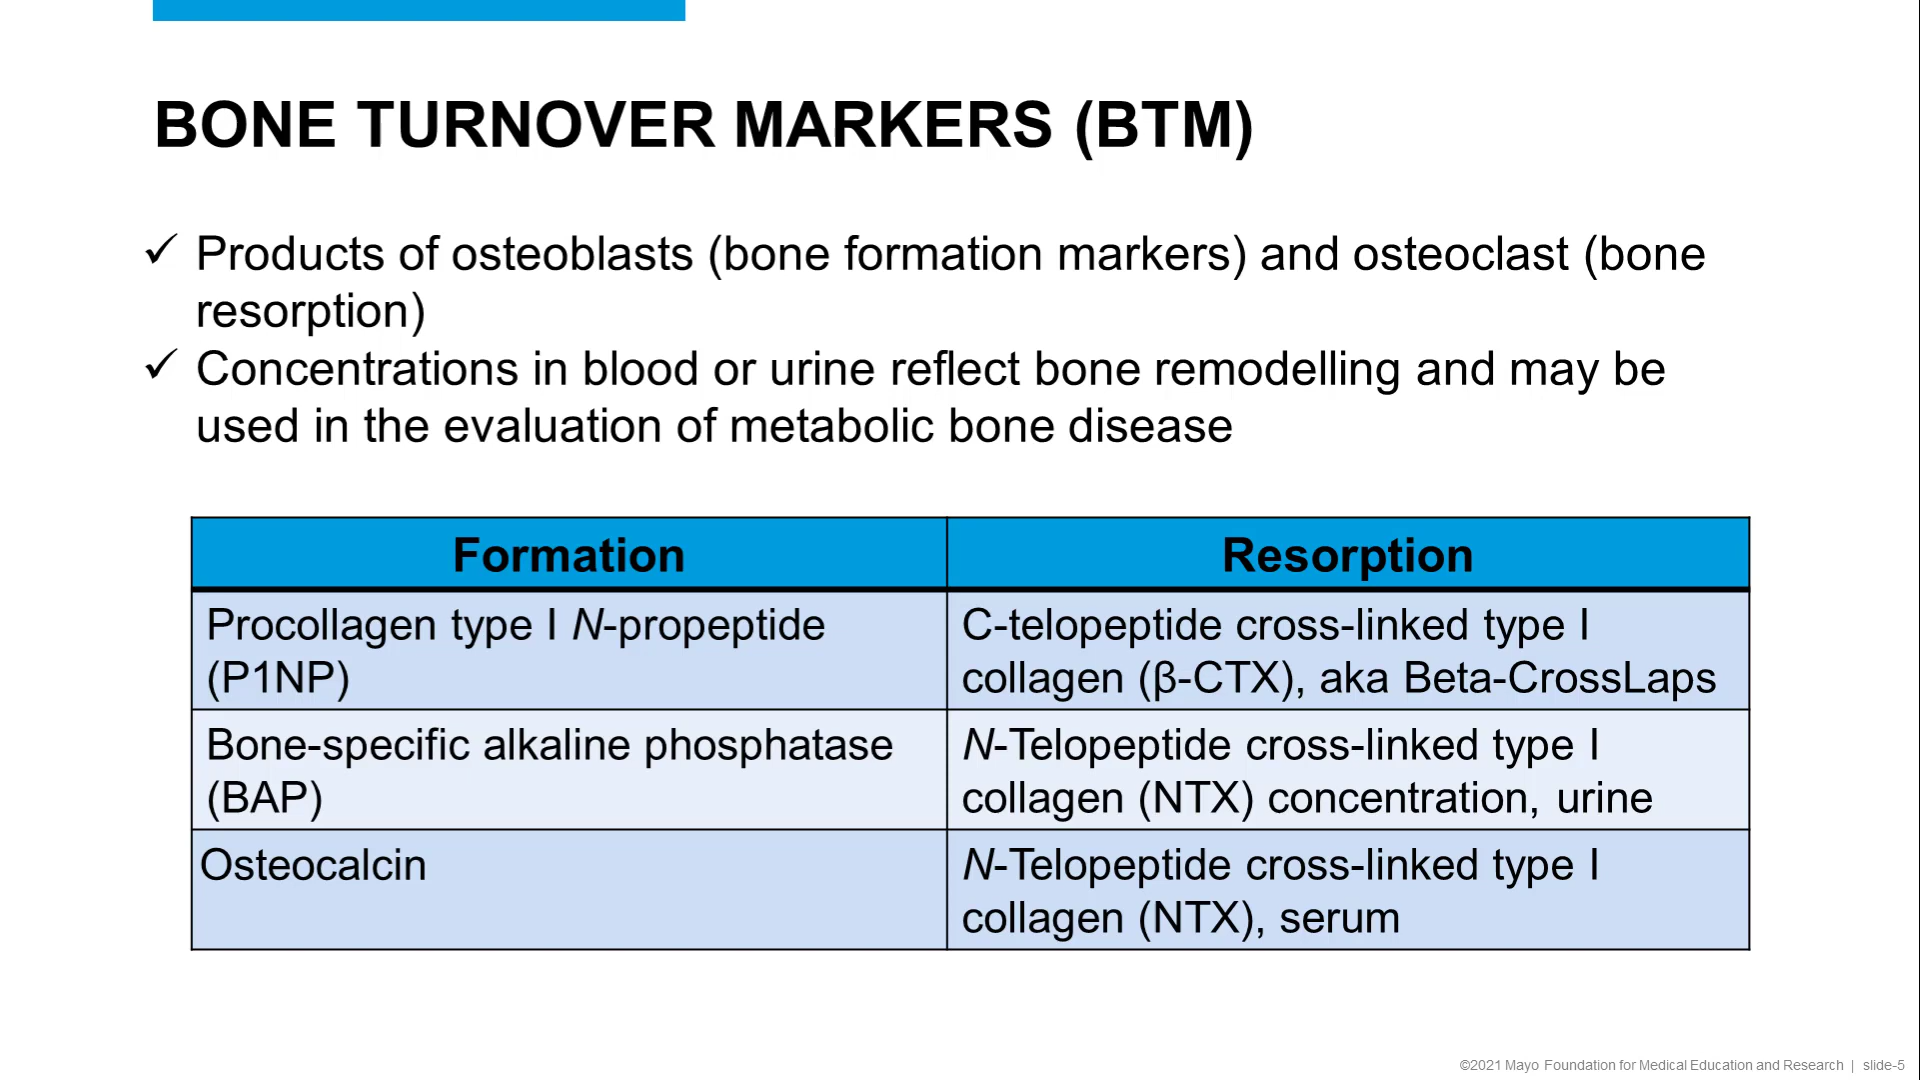 BONE TURNOVER MARKERS (BTM)
✓ Products of osteoblasts (bone formation markers) and osteoclast (bone
resorption)
✓ Concentrations in blood or urine reflect bone remodelling and may be
used in the evaluation of metabolic bone disease
Formation
Resorption
Procollagen type I N-propeptide
(P1NP)
C-telopeptide cross-linked type I
collagen (β-CTX), aka Beta-CrossLaps
Bone-specific alkaline phosphatase
(BAP)
N-Telopeptide cross-linked type I
collagen (NTX) concentration, urine
Osteocalcin
N-Telopeptide cross-linked type I
collagen (NTX), serum
©2021 Mayo Foundation for Medical Education and Research | slide-5